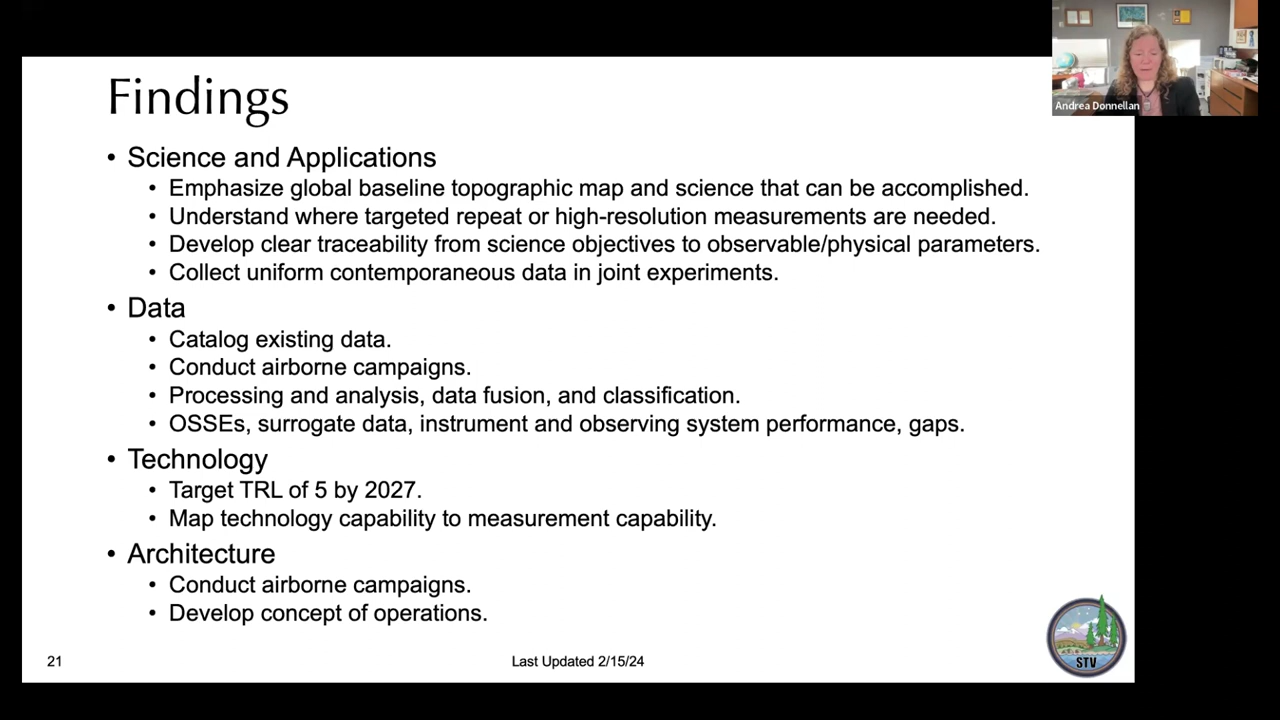 Findings
• Science and Applications
• Emphasize global baseline topographic map and science that can be accomplished.
• Understand where targeted repeat or high-resolution measurements are needed.
• Develop clear traceability from science objectives to observable/physical parameters.
• Collect uniform contemporaneous data in joint experiments.
• Data
• Catalog existing data.
• Conduct airborne campaigns.
• Processing and analysis, data fusion, and classification.
• OSSEs, surrogate data, instrument and observing system performance, gaps.
• Technology
• Target TRL of 5 by 2027.
• Map technology capability to measurement capability.
• Architecture
• Conduct airborne campaigns.
• Develop concept of operations.
21
Last Updated 2/15/24
STV
Andrea Donnellan